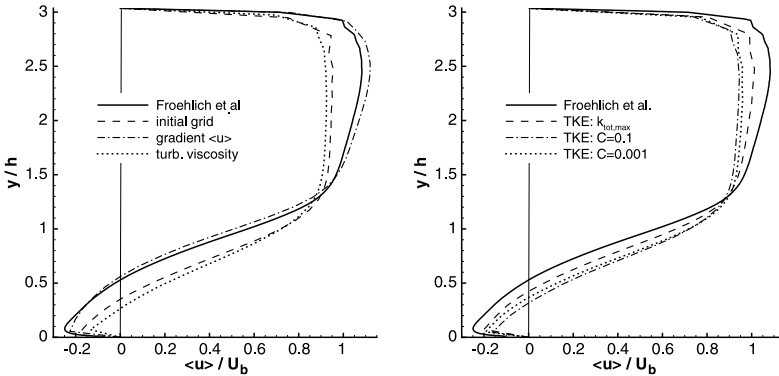 3
2.5
2
1.5
1
0.5
0
y / h
Froehlich et al
initial grid
gradient <u>
turb. viscosity
-0.2 0 0.2 0.4 0.6 0.8 1
<u> / U_b
3
2.5
2
1.5
1
0.5
0
y / h
Froehlich et al.
TKE: k_tot,max
TKE: C=0.1
TKE: C=0.001
-0.2 0 0.2 0.4 0.6 0.8 1
<u> / U_b